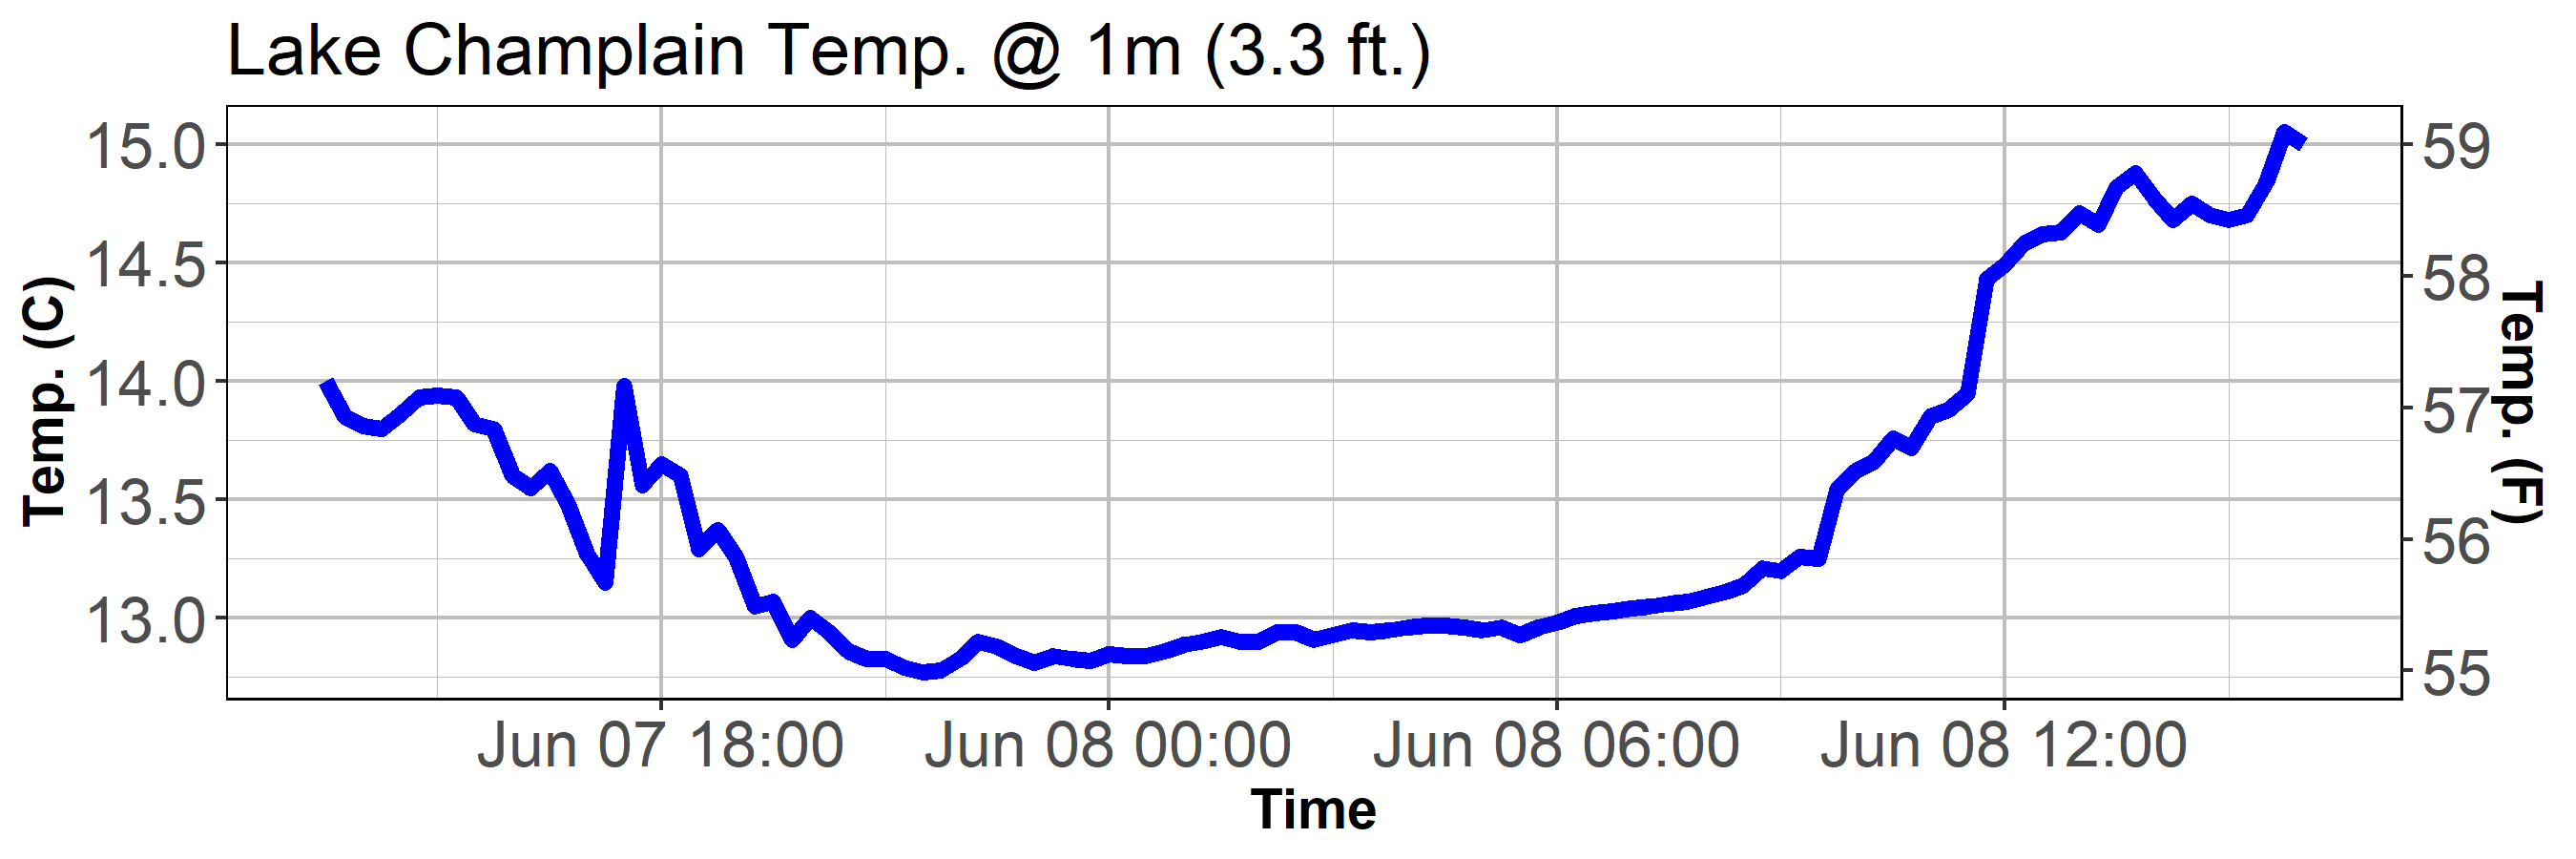 Lake Champlain Temp. @ 1m (3.3 ft.)
15.0
14.5
14.0
13.5
13.0
Temp. (C)
59
58
57
56
55
Temp. (F)
Jun 07 18:00 Jun 08 00:00 Jun 08 06:00 Jun 08 12:00
Time